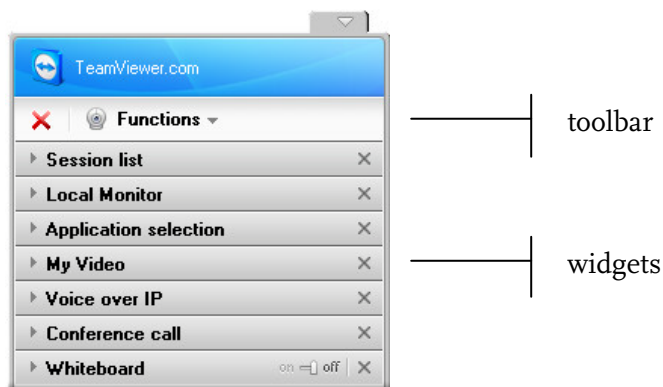 TeamViewer.com
Functions
toolbar
Session list
Local Monitor
Application selection
My Video
widgets
Voice over IP
Conference call
Whiteboard on off